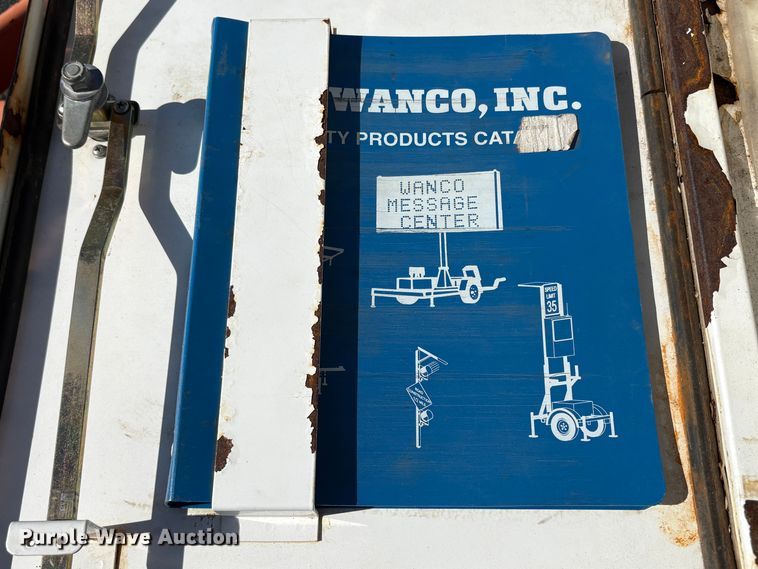 WANCO, INC.
TY PRODUCTS CATA
WANCO
MESSAGE
CENTER
SPEED
LIMIT
35
Purple Wave Auction